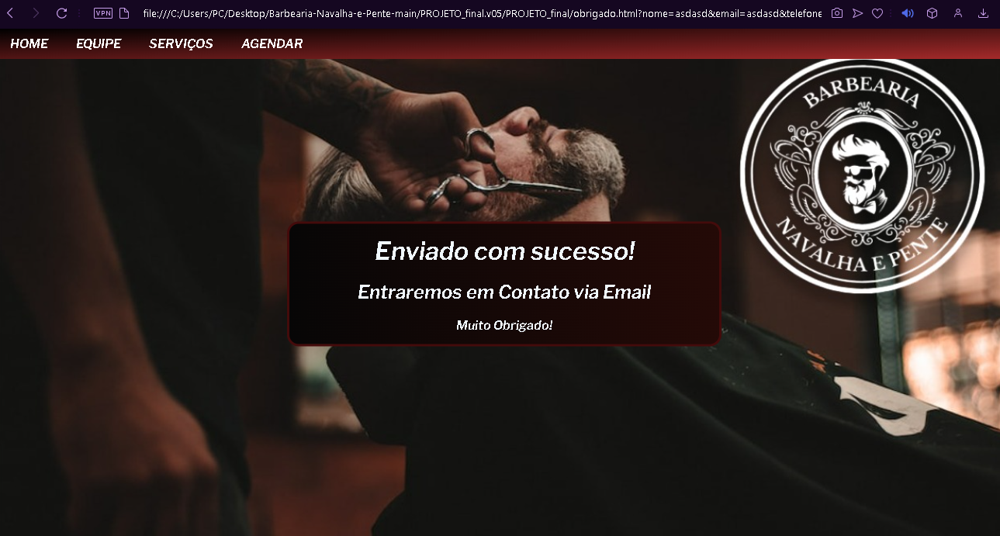 VPN
file:///C:/Users/PC/Desktop/Barbearia-Navalha-e-Pente-main/PROJETO_final.v05/PROJETO_final/obrigado.html?nome=asdasd&email=asdasd&telefone
HOME EQUIPE SERVIÇOS AGENDAR
BARBEARIA
NAVALHA E PENTE
Enviado com sucesso!
Entraremos em Contato via Email
Muito Obrigado!